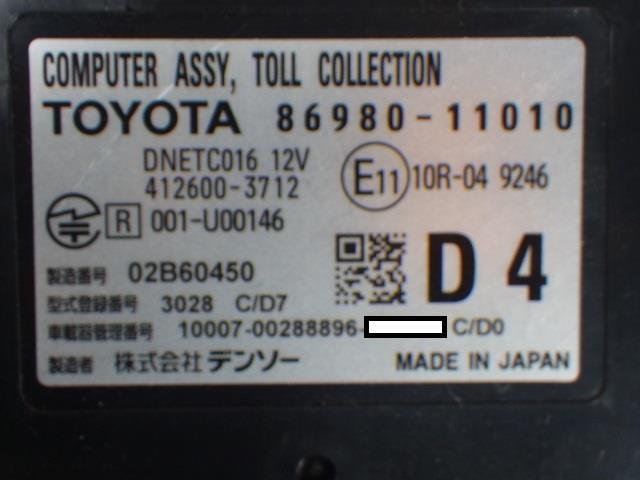 COMPUTER ASSY, TOLL COLLECTION
TOYOTA 86980-11010
DNETC016 12V
412600-3712
E11 10R-04 9246
R 001-U00146
D4
製造番号 02B60450
型式登録番号 3028 C/D7
車載器管理番号 10007-00288896- C/D0
製造者 株式会社デンソー MADE IN JAPAN